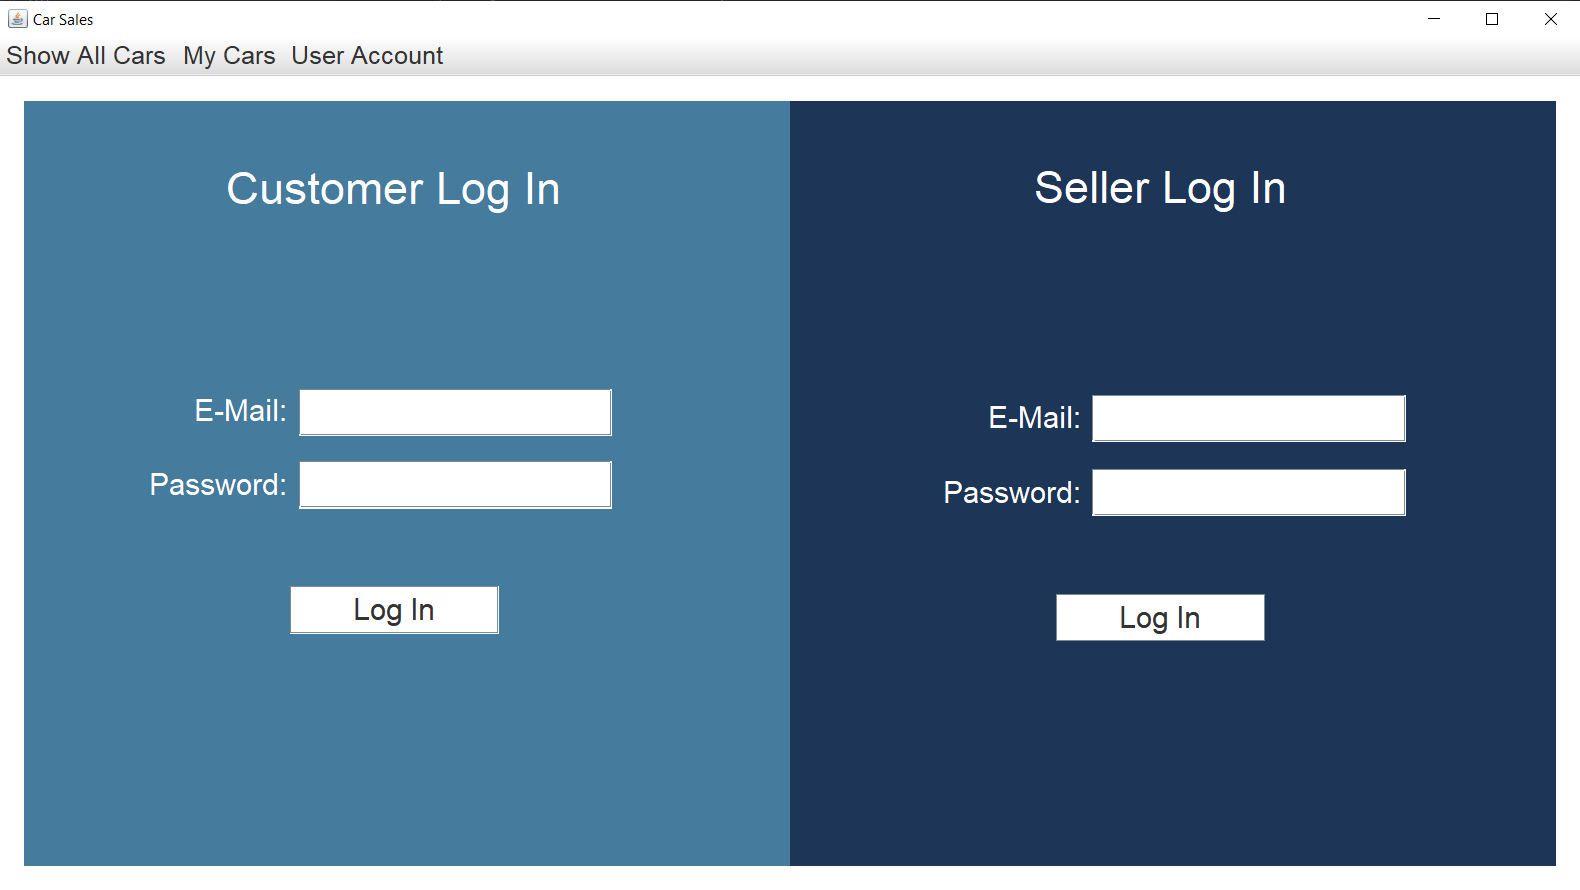 Car Sales
Show All Cars My Cars User Account
Customer Log In
E-Mail:
Password:
Log In
Seller Log In
E-Mail:
Password:
Log In